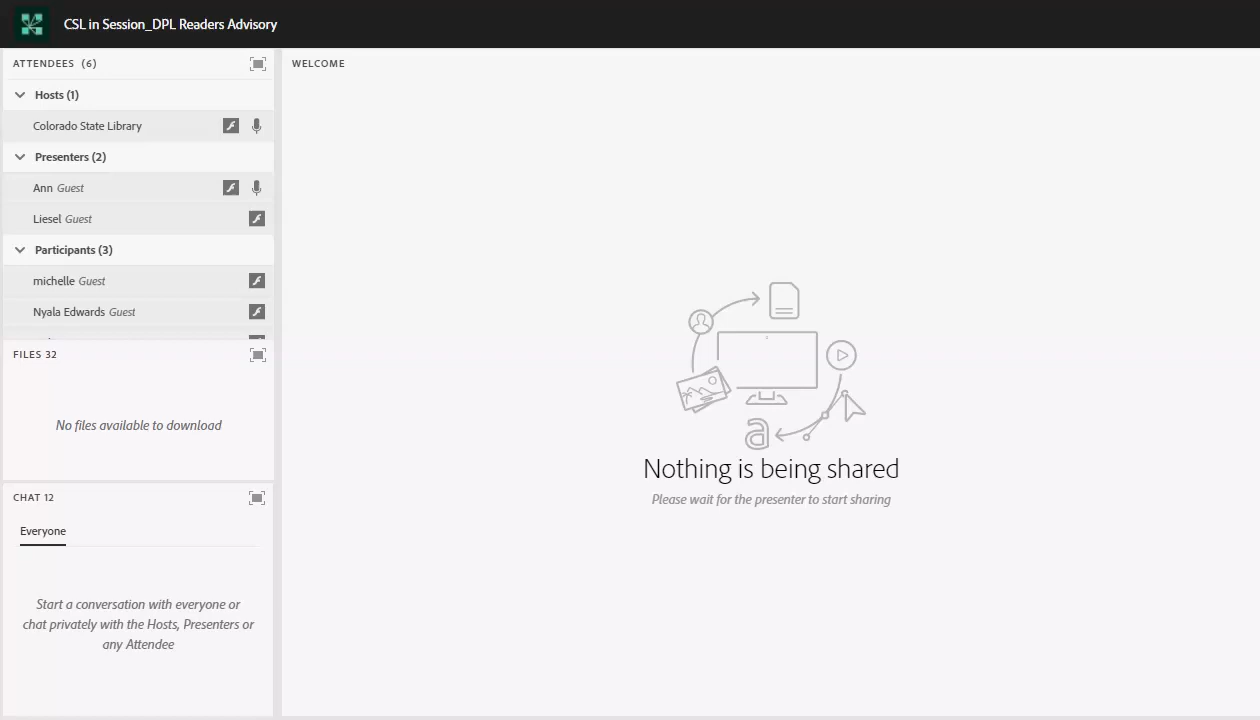 CSL in Session_DPL Readers Advisory
ATTENDEES (6)
Hosts (1)
Colorado State Library
Presenters (2)
Ann Guest
Liesel Guest
Participants (3)
michelle Guest
Nyala Edwards Guest
FILES 32
No files available to download
CHAT 12
Everyone
Start a conversation with everyone or
chat privately with the Hosts, Presenters or
any Attendee
WELCOME
a
Nothing is being shared
Please wait for the presenter to start sharing